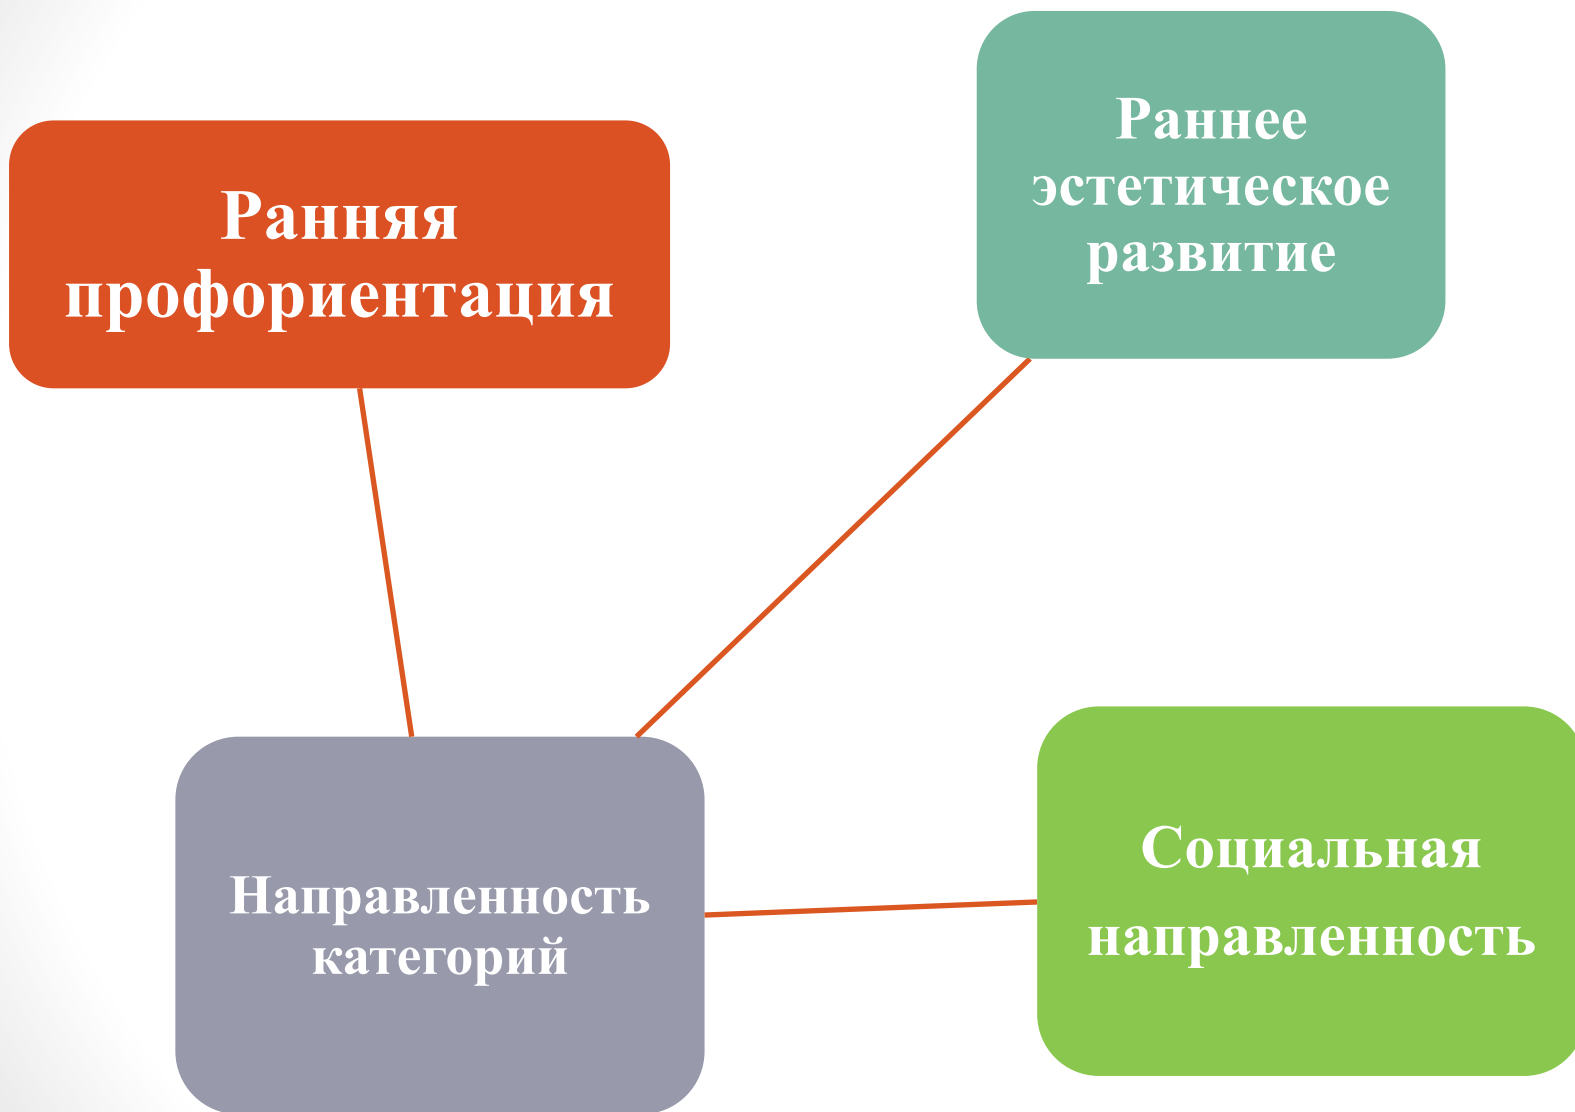 Ранняя
профориентация
Раннее
эстетическое
развитие
Направленность
категорий
Социальная
направленность